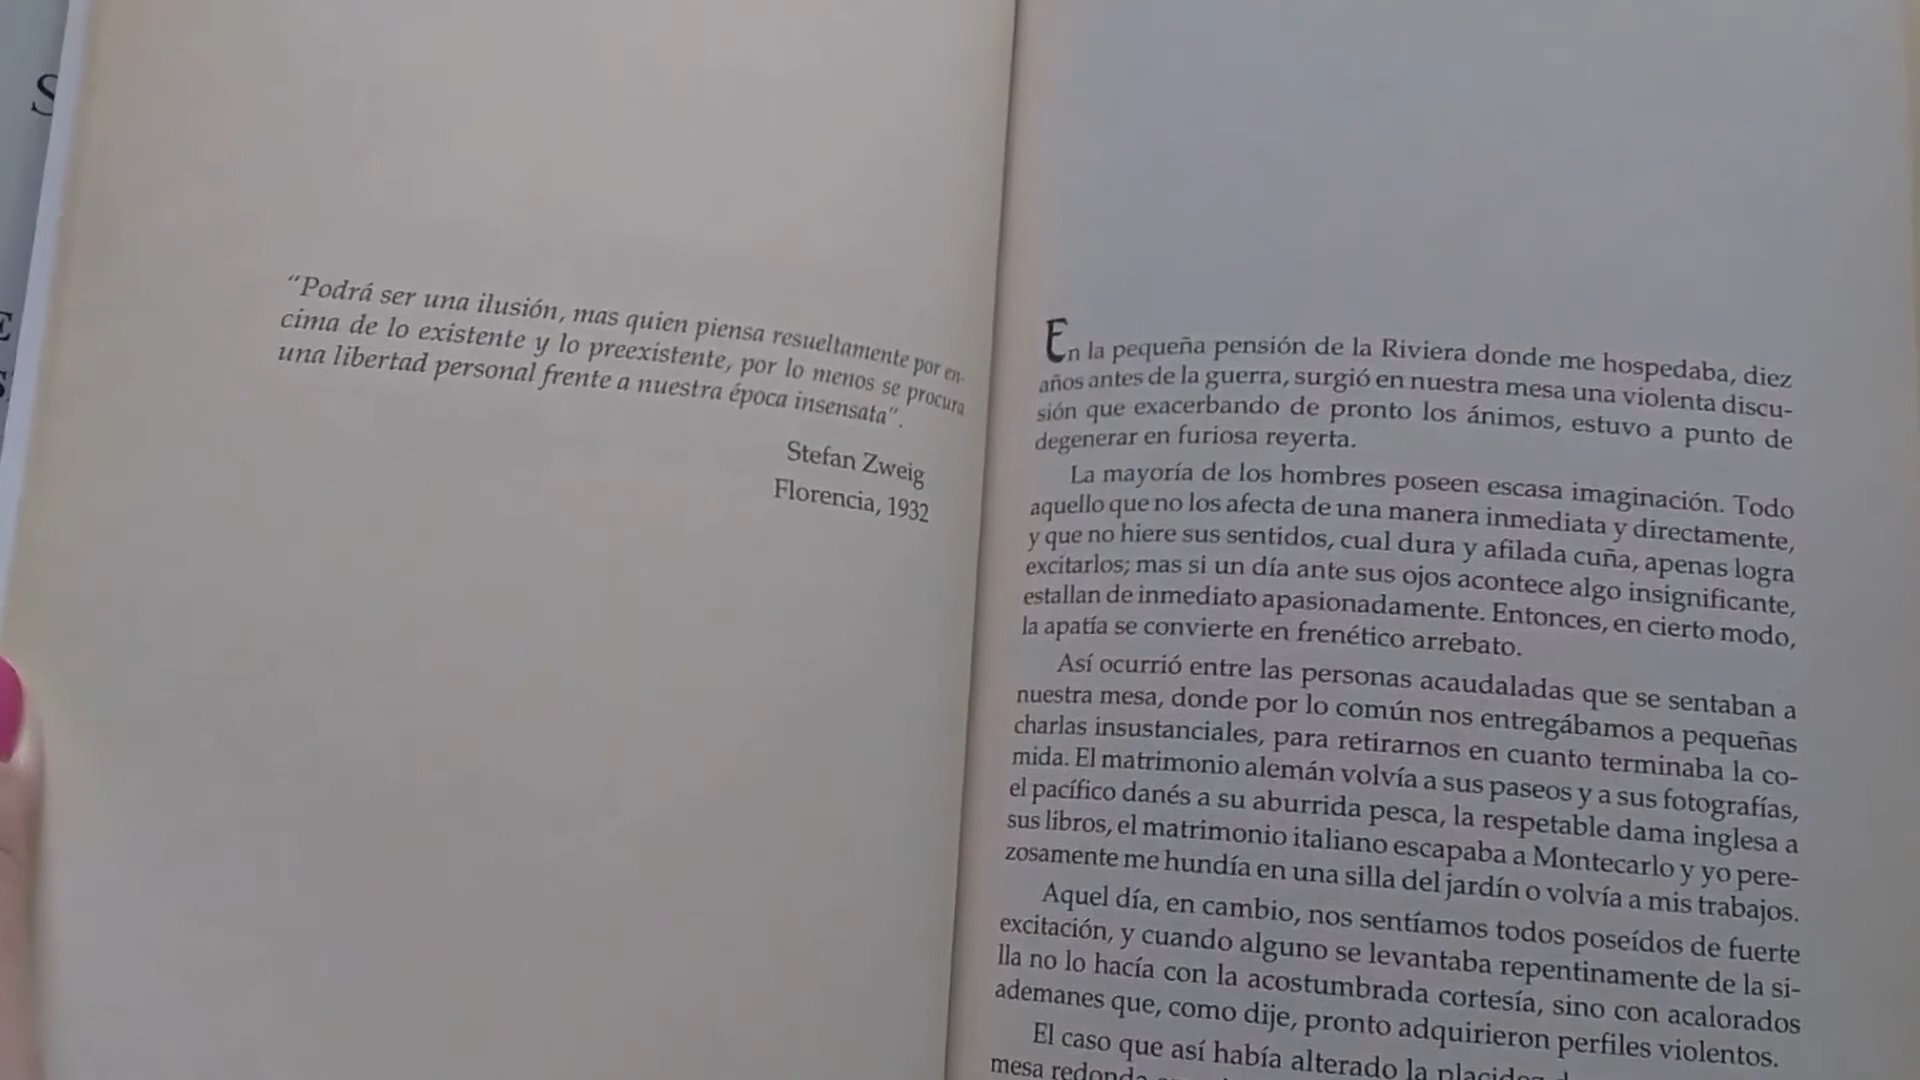 S
E
S
“Podrá ser una ilusión, mas quien piensa resueltamente por en-
cima de lo existente y lo preexistente, por lo menos se procura
una libertad personal frente a nuestra época insensata”.
Stefan Zweig
Florencia, 1932
En la pequeña pensión de la Riviera donde me hospedaba, diez
años antes de la guerra, surgió en nuestra mesa una violenta discu-
sión que exacerbando de pronto los ánimos, estuvo a punto de
degenerar en furiosa reyerta.
La mayoría de los hombres poseen escasa imaginación. Todo
aquello que no los afecta de una manera inmediata y directamente,
y que no hiere sus sentidos, cual dura y afilada cuña, apenas logra
excitarlos; mas si un día ante sus ojos acontece algo insignificante,
estallan de inmediato apasionadamente. Entonces, en cierto modo,
la apatía se convierte en frenético arrebato.
Así ocurrió entre las personas acaudaladas que se sentaban a
nuestra mesa, donde por lo común nos entregábamos a pequeñas
charlas insustanciales, para retirarnos en cuanto terminaba la co-
mida. El matrimonio alemán volvía a sus paseos y a sus fotografías,
el pacífico danés a su aburrida pesca, la respetable dama inglesa a
sus libros, el matrimonio italiano escapaba a Montecarlo y yo pere-
zosamente me hundía en una silla del jardín o volvía a mis trabajos.
Aquel día, en cambio, nos sentíamos todos poseídos de fuerte
excitación, y cuando alguno se levantaba repentinamente de la si-
lla no lo hacía con la acostumbrada cortesía, sino con acalorados
ademanes que, como dije, pronto adquirieron perfiles violentos.
El caso que así había alterado la placidez
mesa redonda